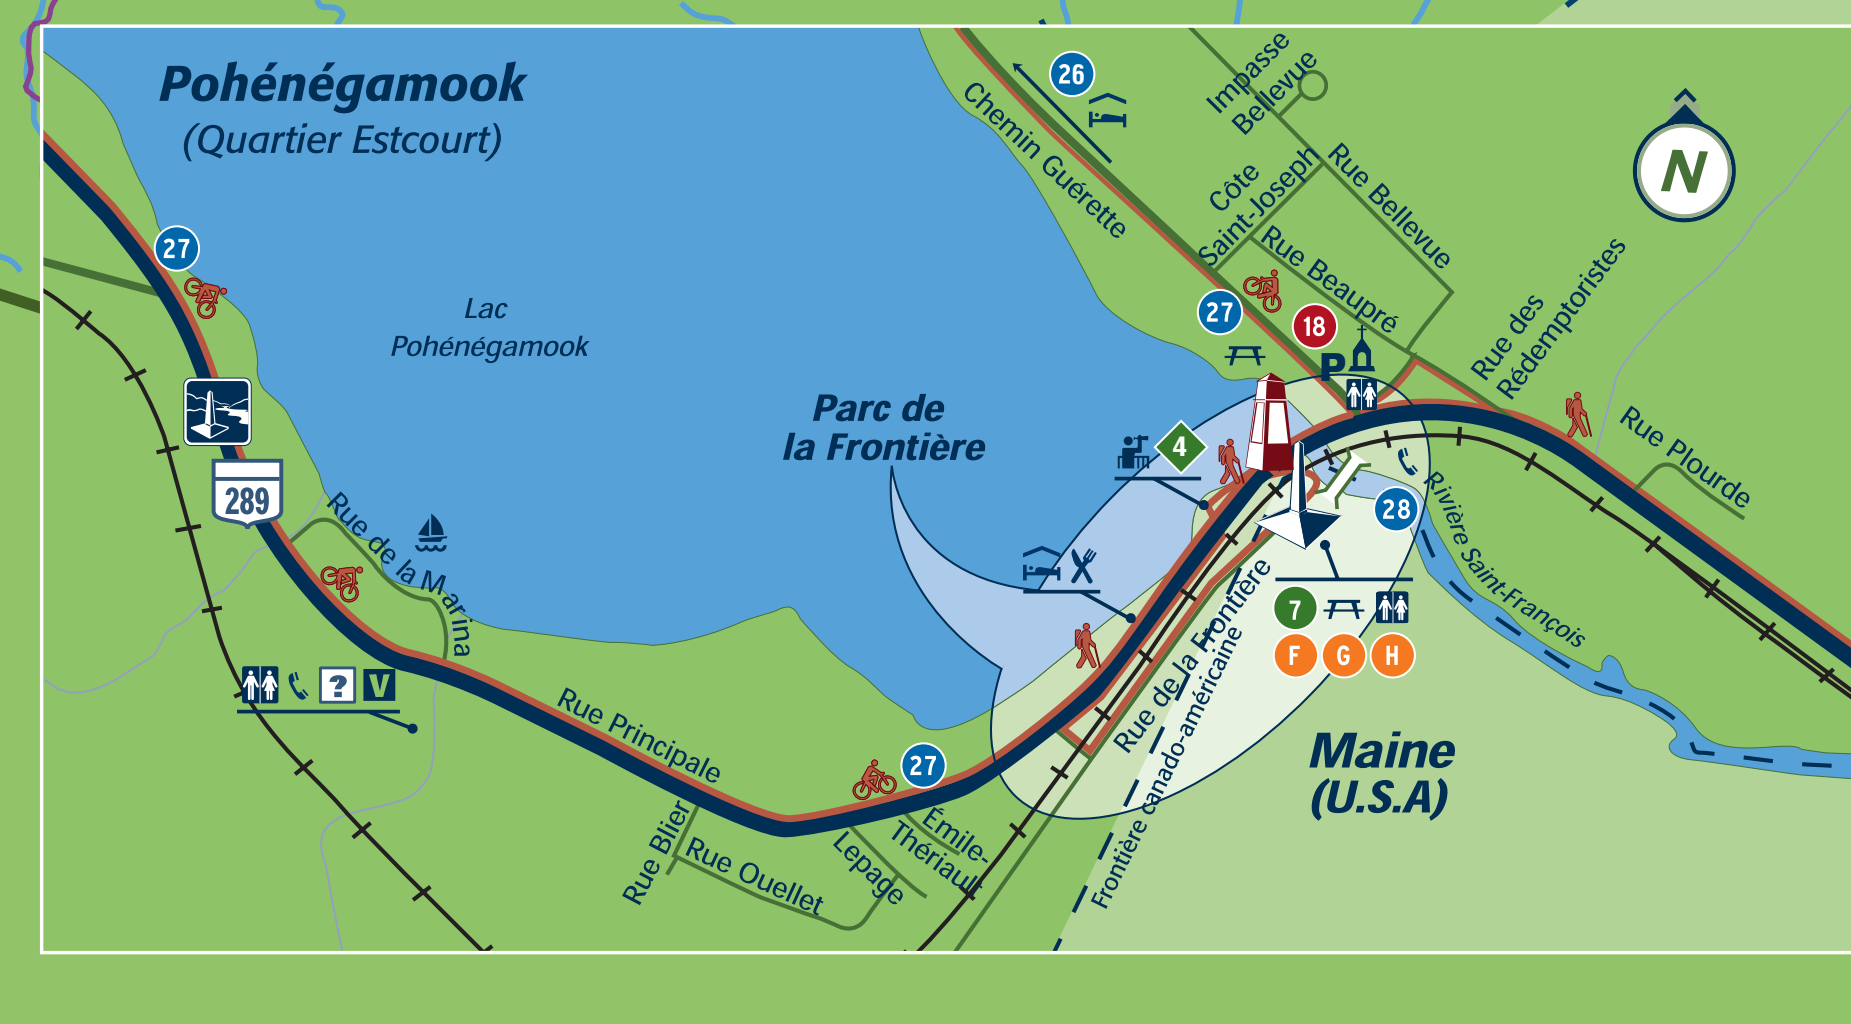 Pohénégamook
(Quartier Estcourt)
26
Impasse
Bellevue
N
Chemin Guérette
Côte
Saint-Joseph
Rue Bellevue
27
Rue Beaupré
Lac
Pohénégamook
27
18
P
Rue des
Rédemptoristes
Parc de
la Frontière
4
Rue Plourde
289
Rue de la Marina
28
Rivière Saint-François
7
F G H
? V
Rue Principale
Rue de la Frontière
Frontière canado-américaine
Maine
(U.S.A)
27
Rue Blier
Rue Ouellet
Lepage
Émile-
Thériault